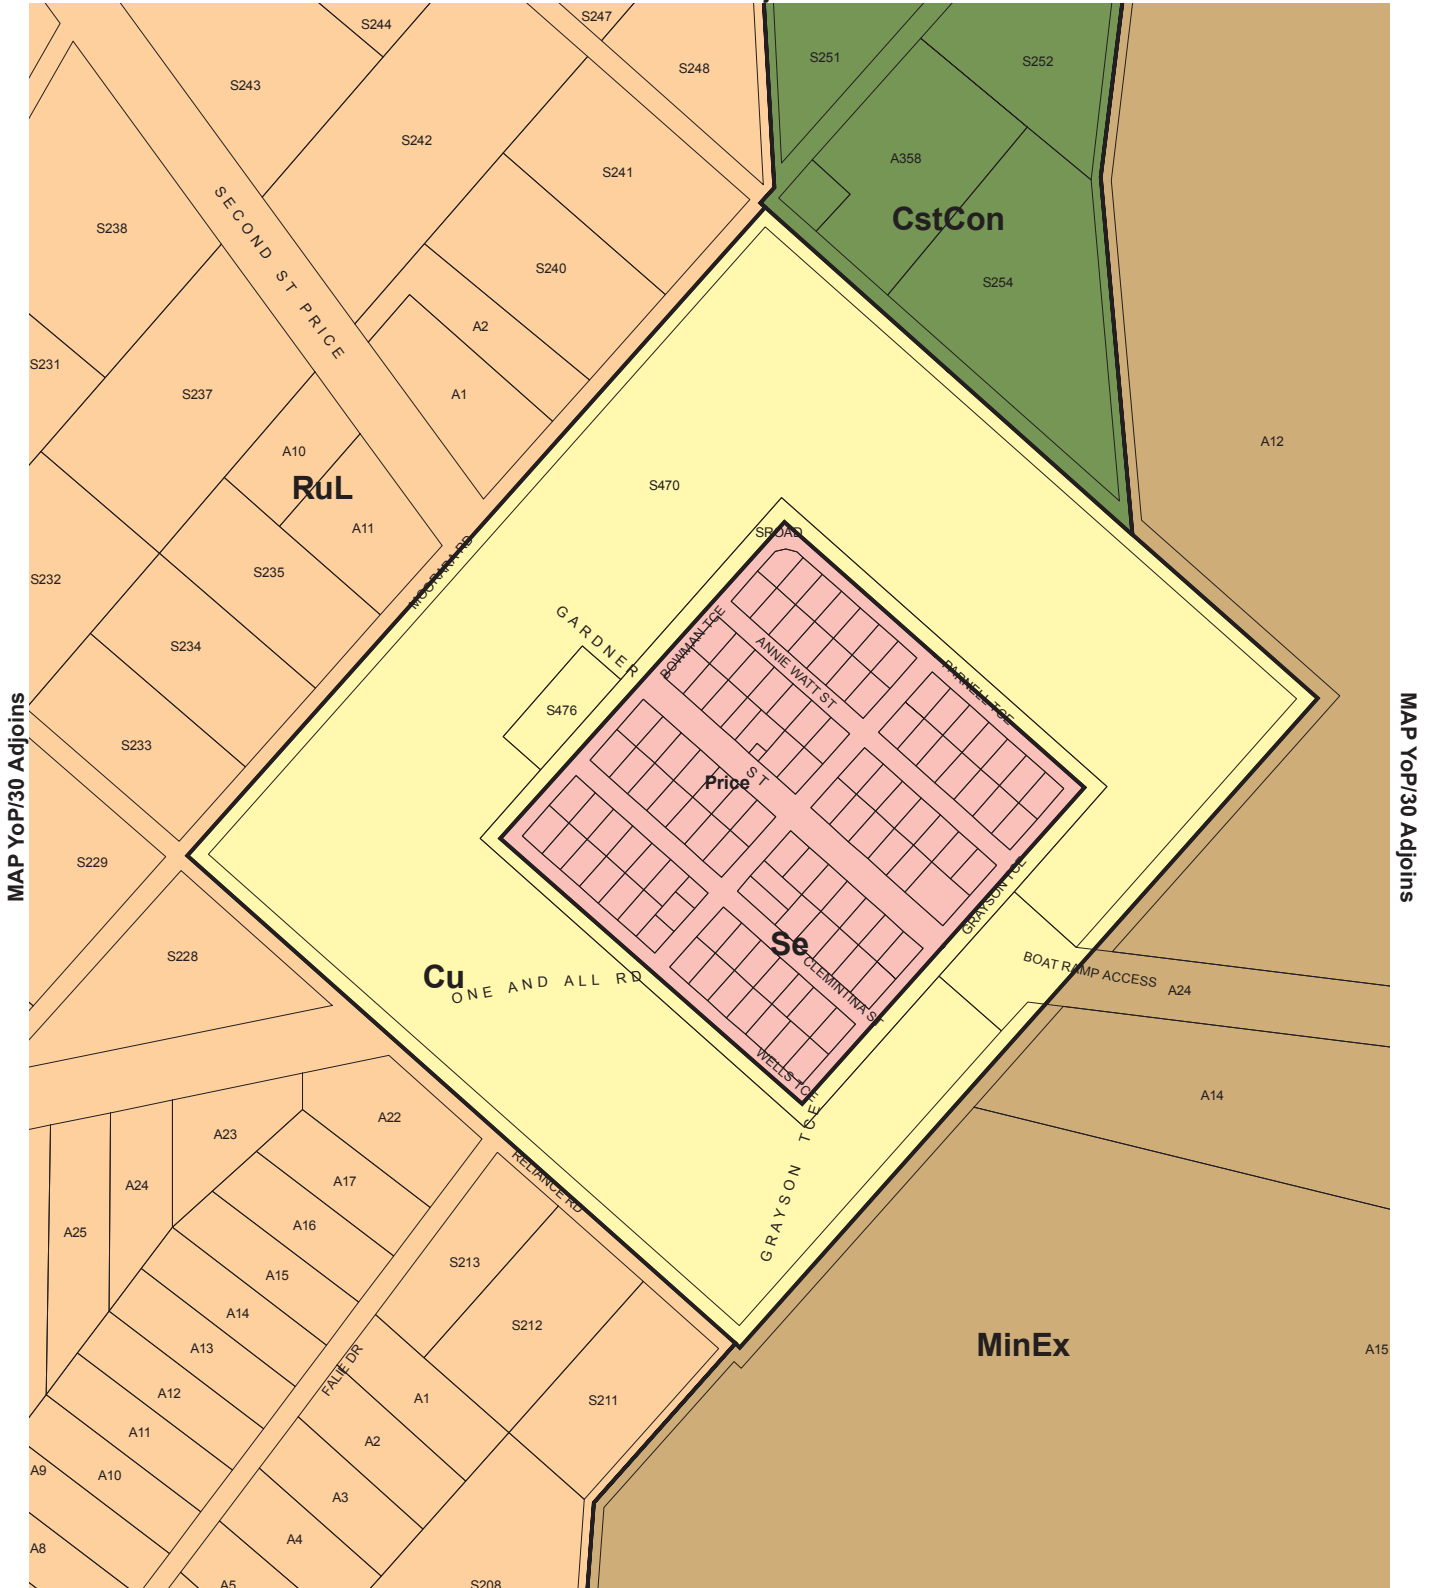 S244
S247
S243
S248
S251
S252
S242
S241
A358
CstCon
S238
SECOND ST PRICE
S240
S254
A2
S231
S237
A1
A10
A12
RuL
S470
A11
SROAD
MOORARA RD
S232
S235
GARDNER
BOWMAN TCE
ANNIE WATT ST
PARNELL TCE
S234
S476
S233
ST
Price
MAP YoP/30 Adjoins
MAP YoP/30 Adjoins
S229
GRAYSON TCE
S228
Se
Cu
ONE AND ALL RD
CLEMINTINA ST
BOAT RAMP ACCESS
A24
WELLS TCE
A14
A22
A23
GRAYSON TCE
A24
A17
RELIANCE RD
A16
A25
S213
A15
A14
S212
MinEx
A13
A15
FALIE DR
A12
A1
S211
A11
A2
A9
A10
A3
A4
A8
A5
S208